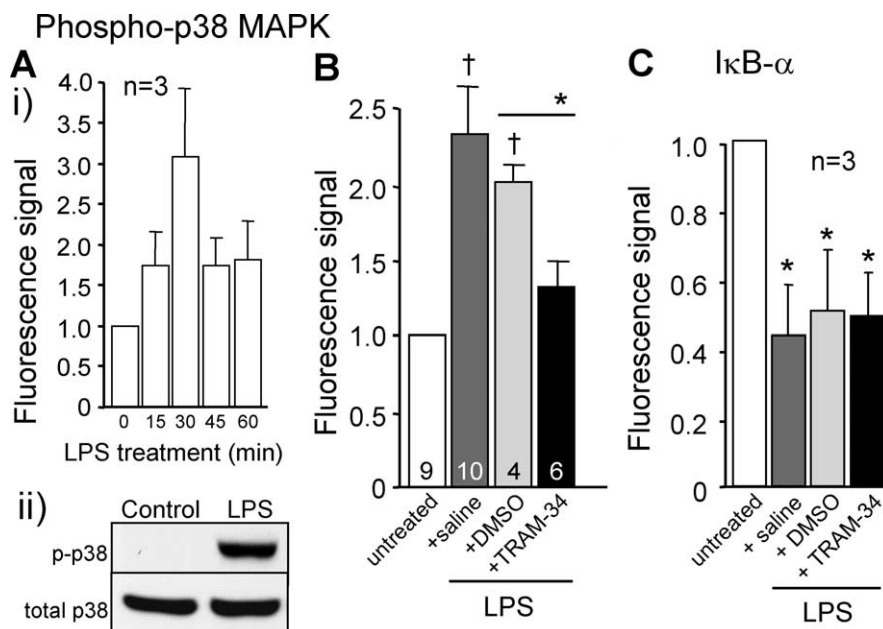 Phospho-p38 MAPK
A
i)
n=3
Fluorescence signal
4.0
3.5
3.0
2.5
2.0
1.5
1.0
0.5
0
0 15 30 45 60
LPS treatment (min)
ii)
Control LPS
p-p38
total p38
B
Fluorescence signal
2.5
2.0
1.5
1.0
0.5
0
†
†
*
9 10 4 6
untreated
+saline
+DMSO
+TRAM-34
LPS
C
IκB-α
n=3
Fluorescence signal
1.0
0.8
0.6
0.4
0.2
0
* * *
untreated
+ saline
+ DMSO
+ TRAM-34
LPS